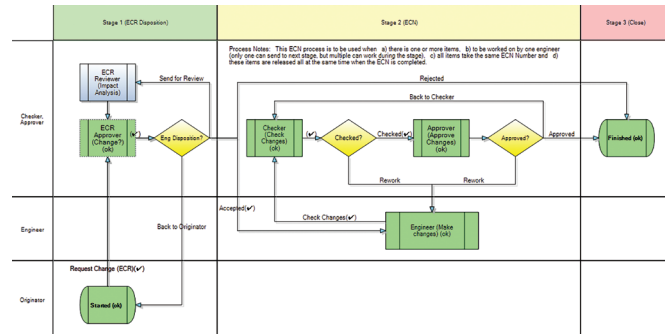 Stage 1 (ECR Disposition)
Stage 2 (ECN)
Stage 3 (Close)
Process Notes: This ECN process is to be used when a) there is one or more items, b) to be worked on by one engineer
(only one can send to next stage, but multiple can work during the stage), c) all items take the same ECN Number and d)
these items are released all at the same time when the ECN is completed.
Checker,
Approver
ECR
Reviewer
(Impact
Analysis)
Send for Review
Rejected
Back to Checker
ECR
Approver
(Change?)
(ok)
(✔)
Eng Disposition?
Checker
(Check
Changes)
(ok)
(✔)
Checked?
Checked(✔)
Approver
(Approve
Changes)
(ok)
Approved?
Approved
Finished (ok)
Rework
Rework
Accepted(✔)
Engineer
Back to Originator
Check Changes(✔)
Engineer (Make
changes) (ok)
Request Change (ECR)(✔)
Originator
Started (ok)